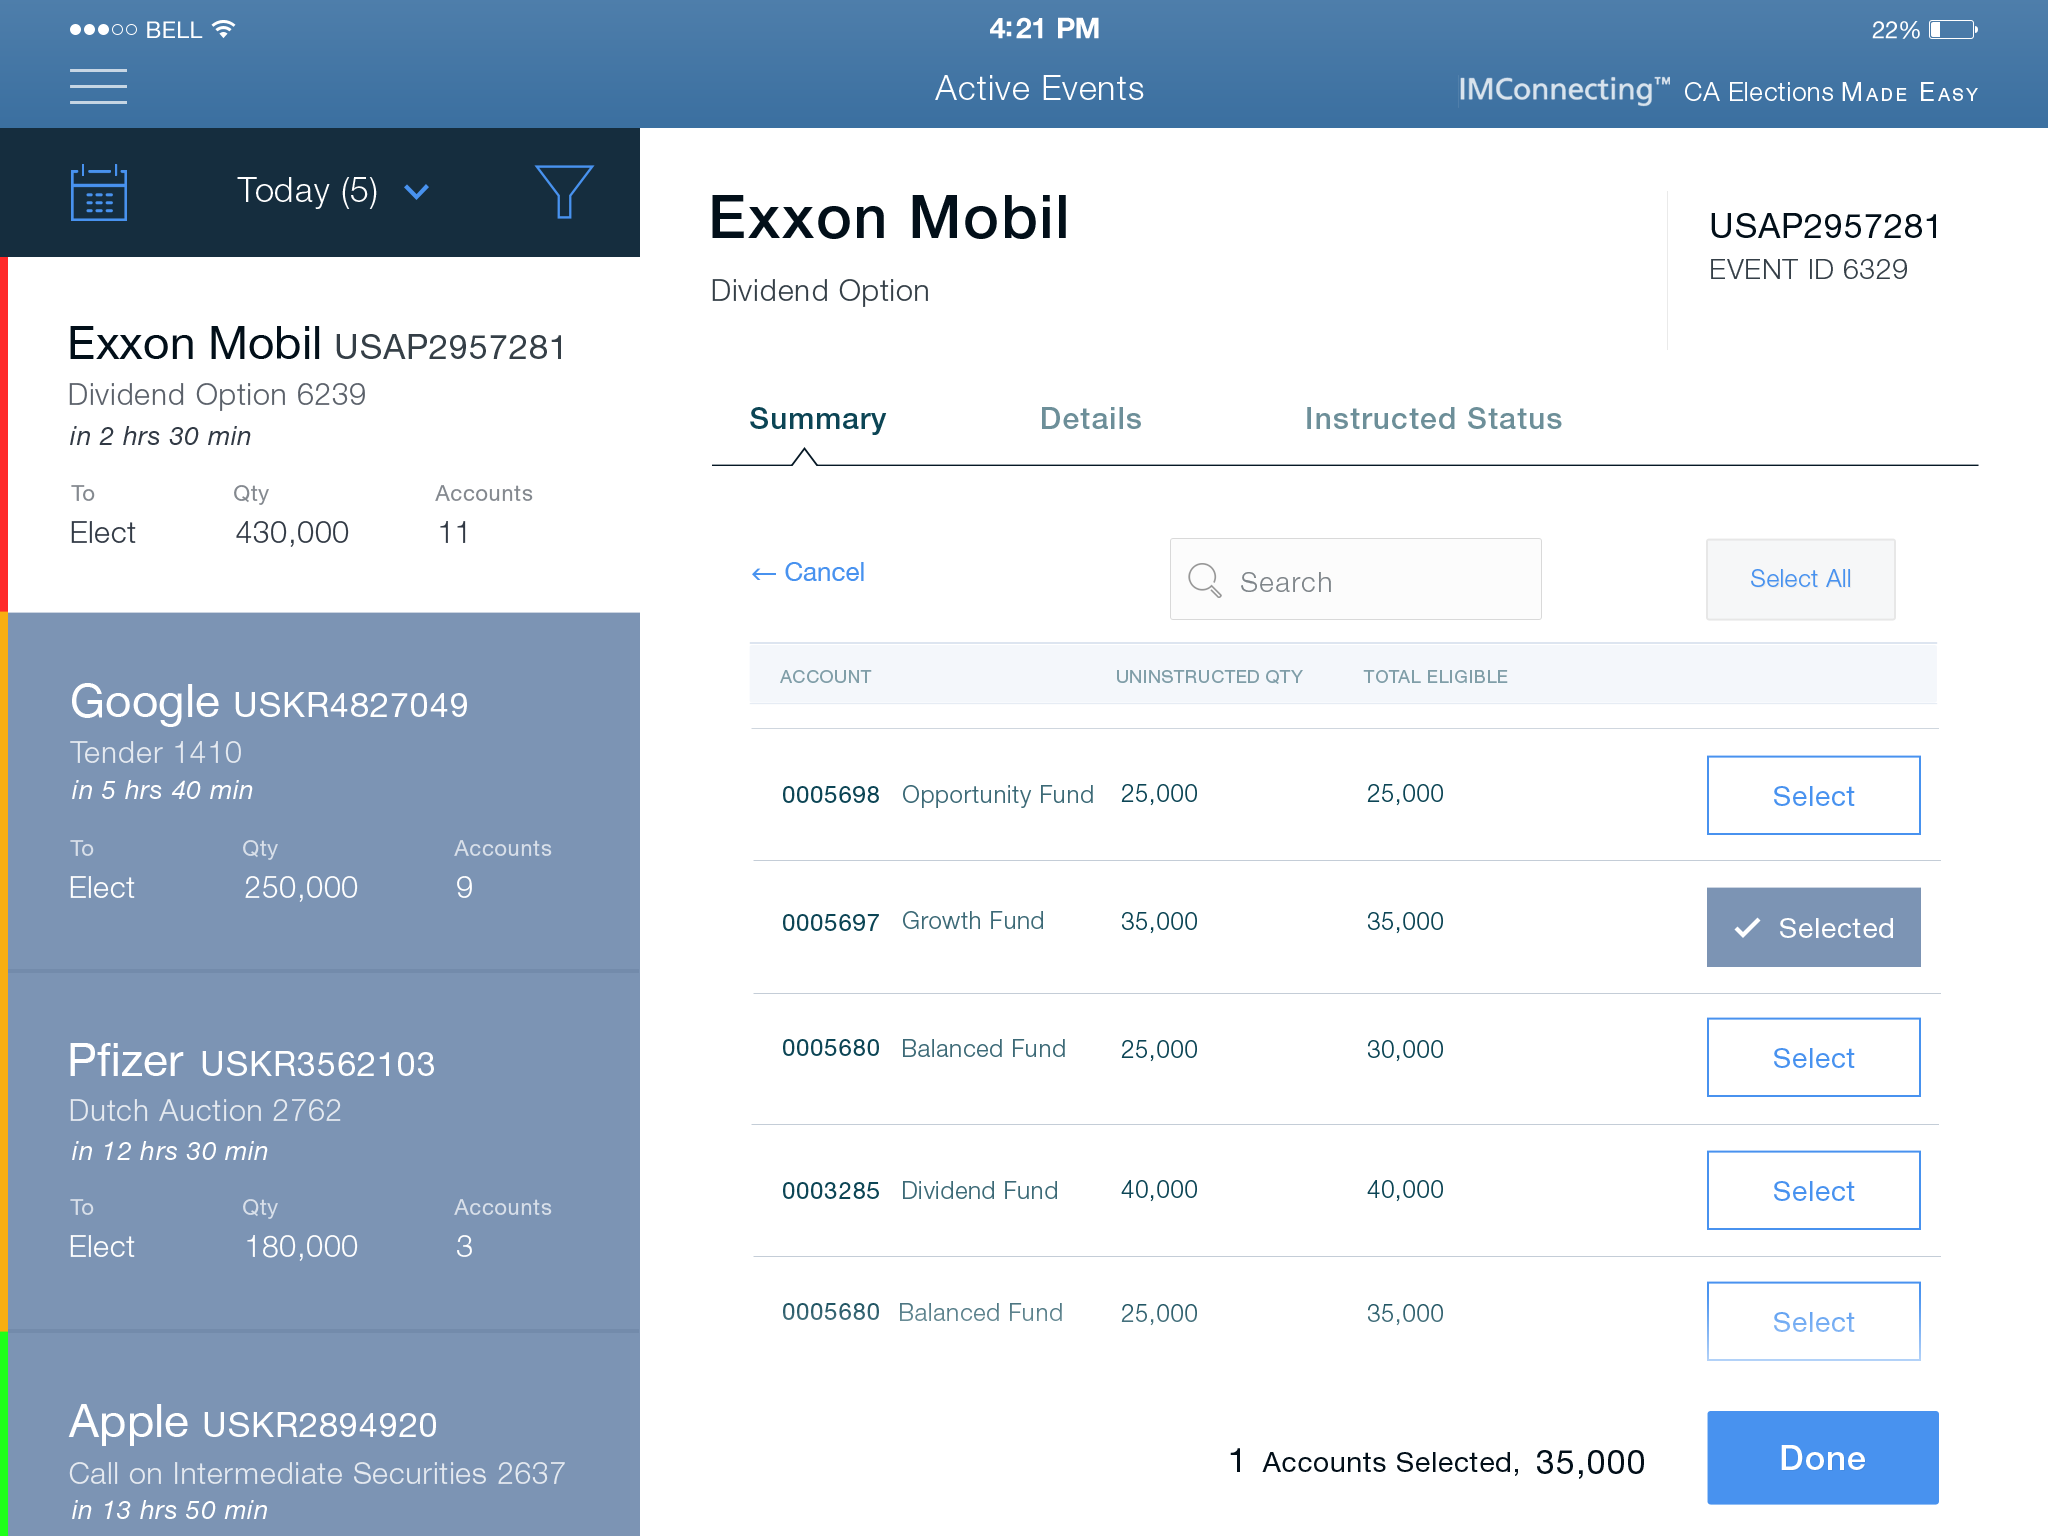 BELL
4:21 PM
22%
Active Events
IMConnecting™ CA Elections MADE EASY
Today (5)
Exxon Mobil USAP2957281
Dividend Option 6239
in 2 hrs 30 min
To Qty Accounts
Elect 430,000 11
Google USKR4827049
Tender 1410
in 5 hrs 40 min
To Qty Accounts
Elect 250,000 9
Pfizer USKR3562103
Dutch Auction 2762
in 12 hrs 30 min
To Qty Accounts
Elect 180,000 3
Apple USKR2894920
Call on Intermediate Securities 2637
in 13 hrs 50 min
Exxon Mobil
Dividend Option
USAP2957281
EVENT ID 6329
Summary Details Instructed Status
← Cancel
Search
Select All
ACCOUNT UNINSTRUCTED QTY TOTAL ELIGIBLE
0005698 Opportunity Fund 25,000 25,000 Select
0005697 Growth Fund 35,000 35,000 Selected
0005680 Balanced Fund 25,000 30,000 Select
0003285 Dividend Fund 40,000 40,000 Select
0005680 Balanced Fund 25,000 35,000 Select
1 Accounts Selected, 35,000
Done